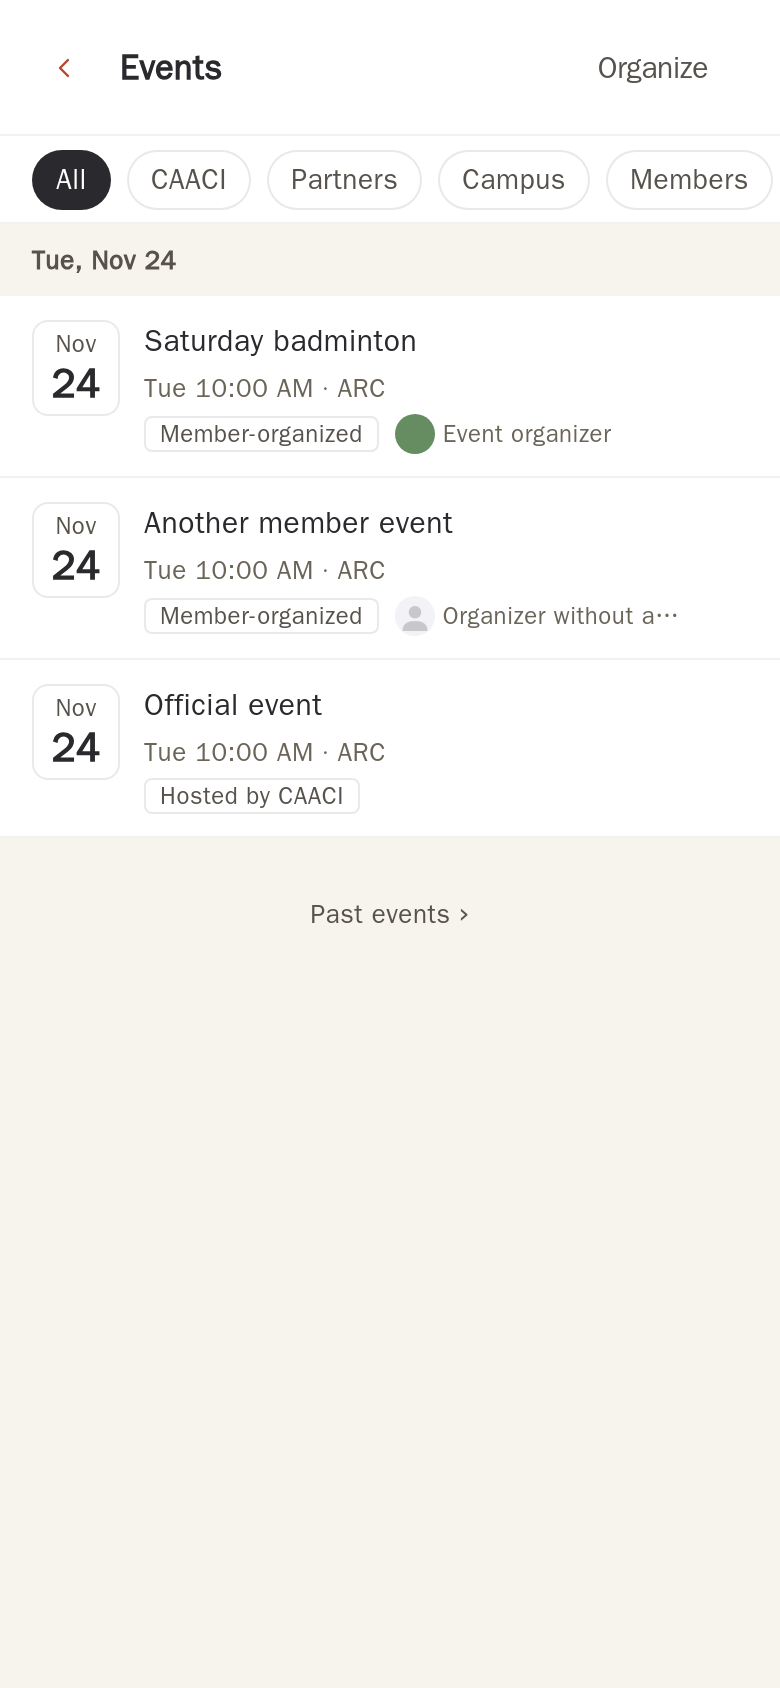 Events
Organize
All
CAACI
Partners
Campus
Members
Tue, Nov 24
Nov
24
Saturday badminton
Tue 10:00 AM · ARC
Member-organized
Event organizer
Nov
24
Another member event
Tue 10:00 AM · ARC
Member-organized
Organizer without a···
Nov
24
Official event
Tue 10:00 AM · ARC
Hosted by CAACI
Past events ›